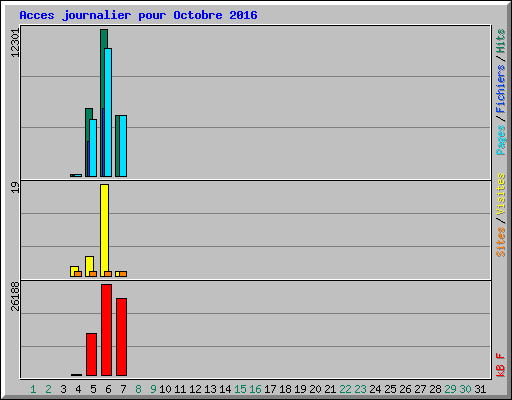 Acces journalier pour Octobre 2016
12301
19
26188
Pages/Fichiers/Hits
Sites/Visites
kB F
1 2 3 4 5 6 7 8 9 10 11 12 13 14 15 16 17 18 19 20 21 22 23 24 25 26 27 28 29 30 31